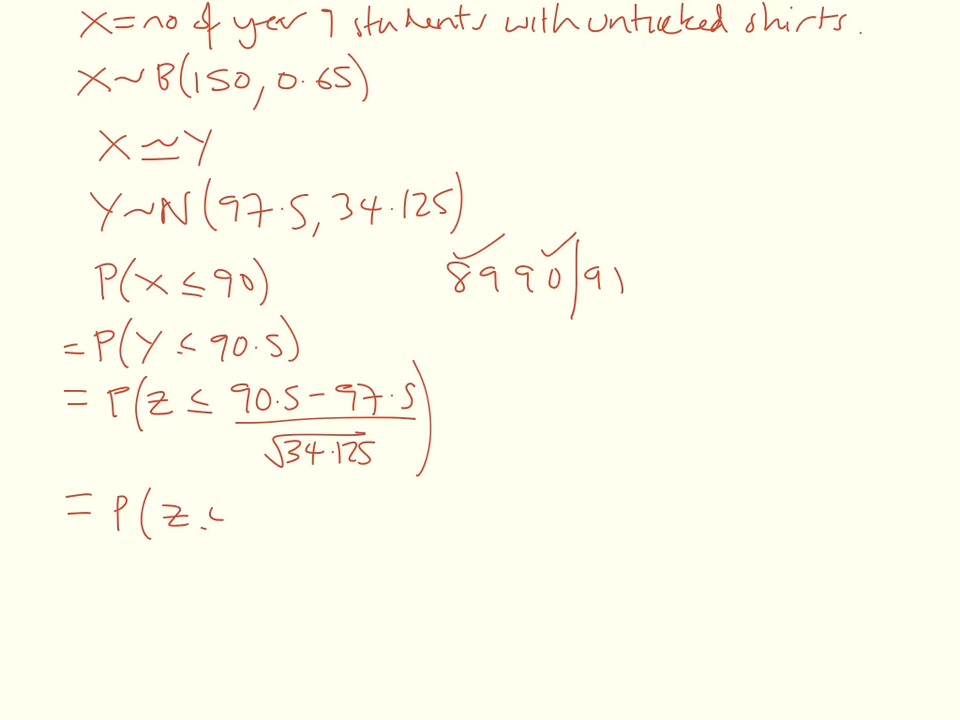 X = no of year 7 students with untucked shirts.
X ~ B(150, 0.65)
X ≃ Y
Y ~ N(97.5, 34.125)
P(X ≤ 90) 89 90 | 91
= P(Y ≤ 90.5)
= P(Z ≤ (90.5 - 97.5) / √34.125)
= P(Z ≤